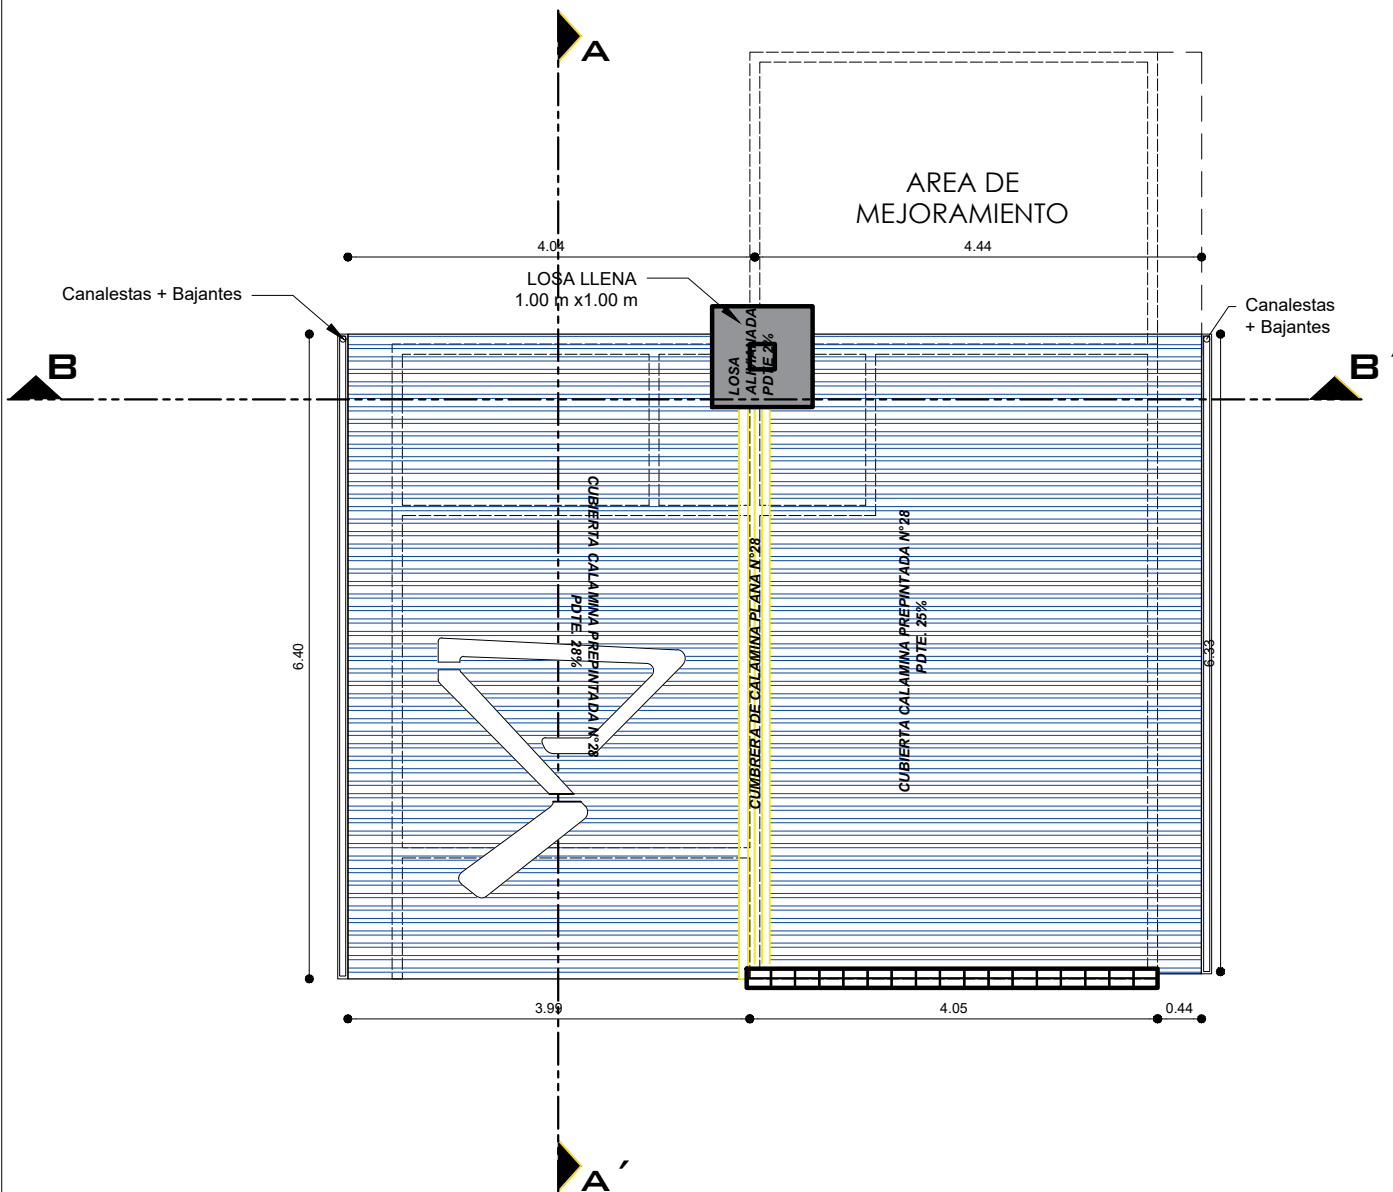 A
AREA DE
MEJORAMIENTO
4.04
4.44
LOSA LLENA
1.00 m x1.00 m
Canalestas + Bajantes
Canalestas
+ Bajantes
LOSA
ALIVIANADA
PDTE.2%
B
B´
CUBIERTA CALAMINA PREPINTADA N°28
PDTE. 28%
CUMBRERA DE CALAMINA PLANA N°28
CUBIERTA CALAMINA PREPINTADA N°28
PDTE. 25%
6.40
6.33
3.99
4.05
0.44
A´